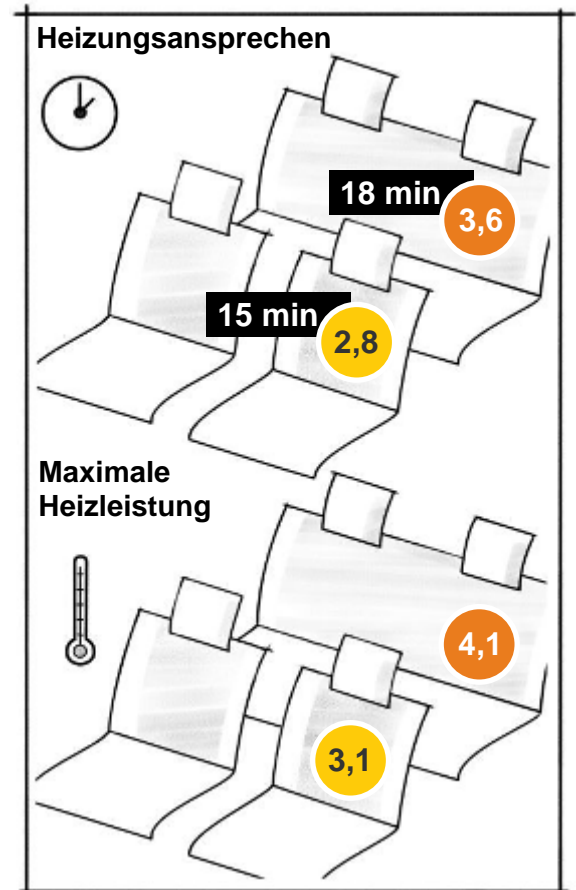 Heizungsansprechen
18 min
3,6
15 min
2,8
Maximale
Heizleistung
4,1
3,1